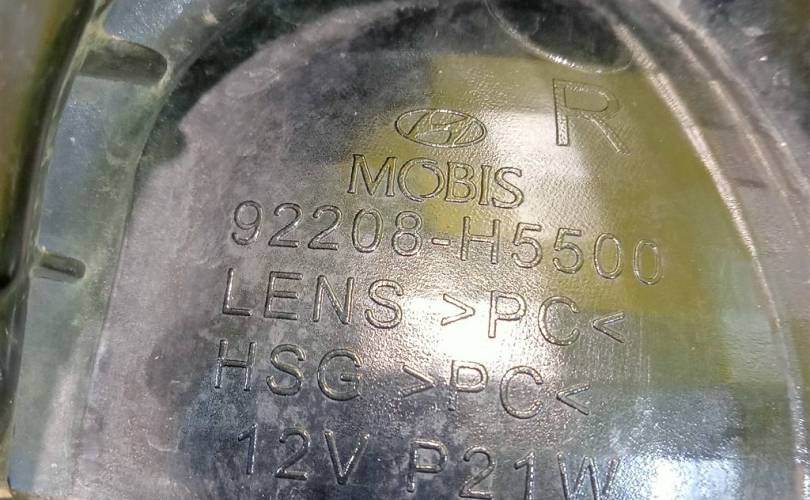 R
MOBIS
92208-H5500
LENS >PC<
HSG >PC<
12V P21W